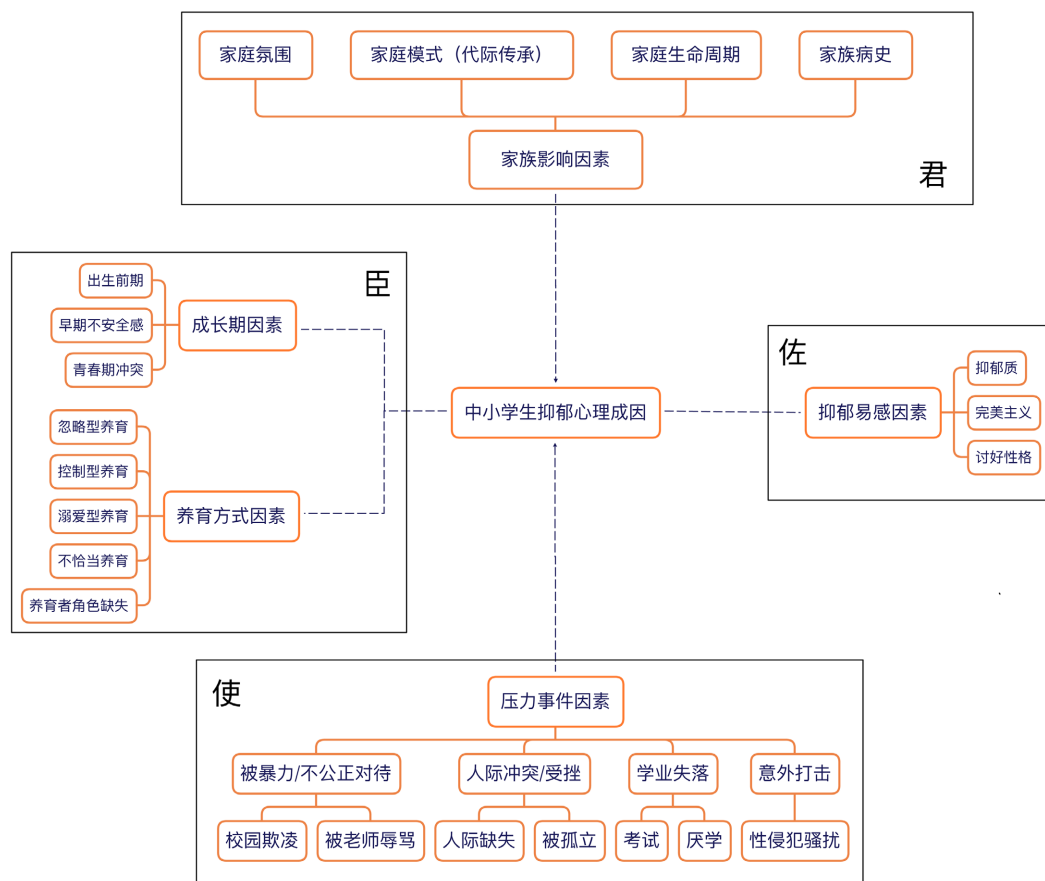 家庭氛围
家庭模式（代际传承）
家庭生命周期
家族病史
家族影响因素
君
臣
出生前期
早期不安全感
青春期冲突
成长期因素
忽略型养育
控制型养育
溺爱型养育
不恰当养育
养育者角色缺失
养育方式因素
中小学生抑郁心理成因
佐
抑郁易感因素
抑郁质
完美主义
讨好性格
使
压力事件因素
被暴力/不公正对待
人际冲突/受挫
学业失落
意外打击
校园欺凌
被老师辱骂
人际缺失
被孤立
考试
厌学
性侵犯骚扰